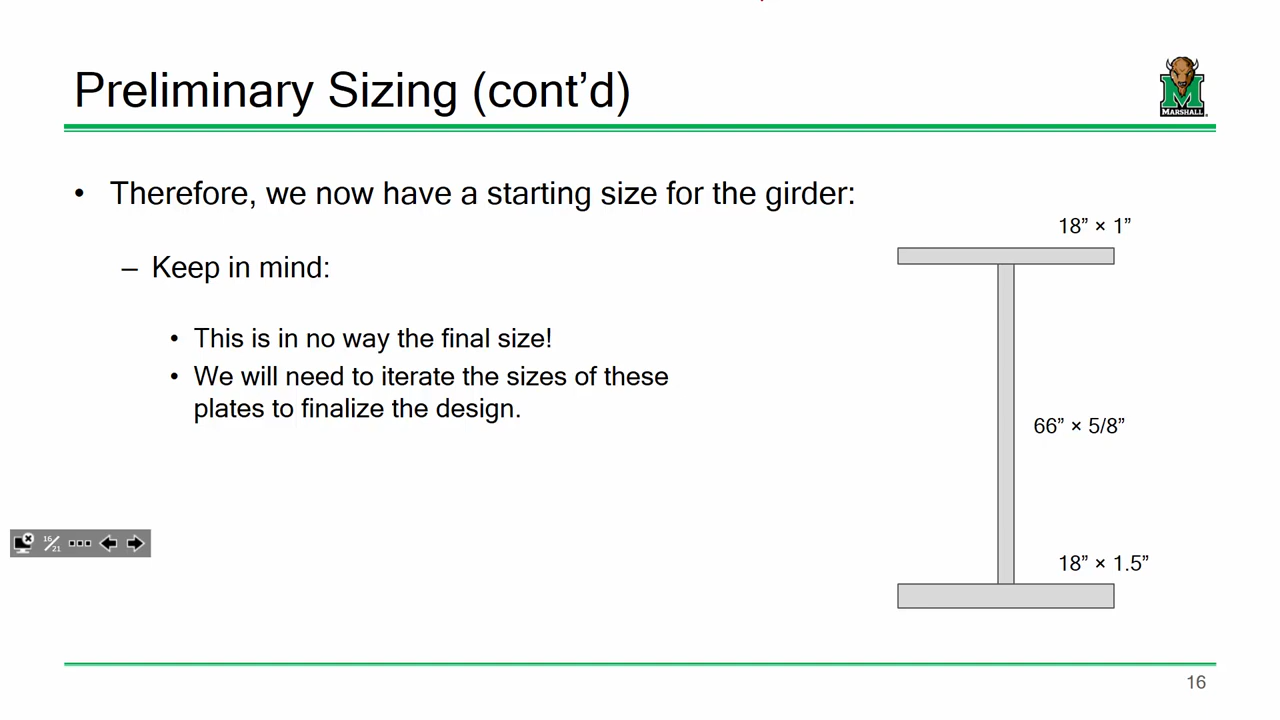 Preliminary Sizing (cont’d)
MARSHALL
• Therefore, we now have a starting size for the girder:
18” × 1”
– Keep in mind:
• This is in no way the final size!
• We will need to iterate the sizes of these
plates to finalize the design.
66” × 5/8”
16/21
18” × 1.5”
16